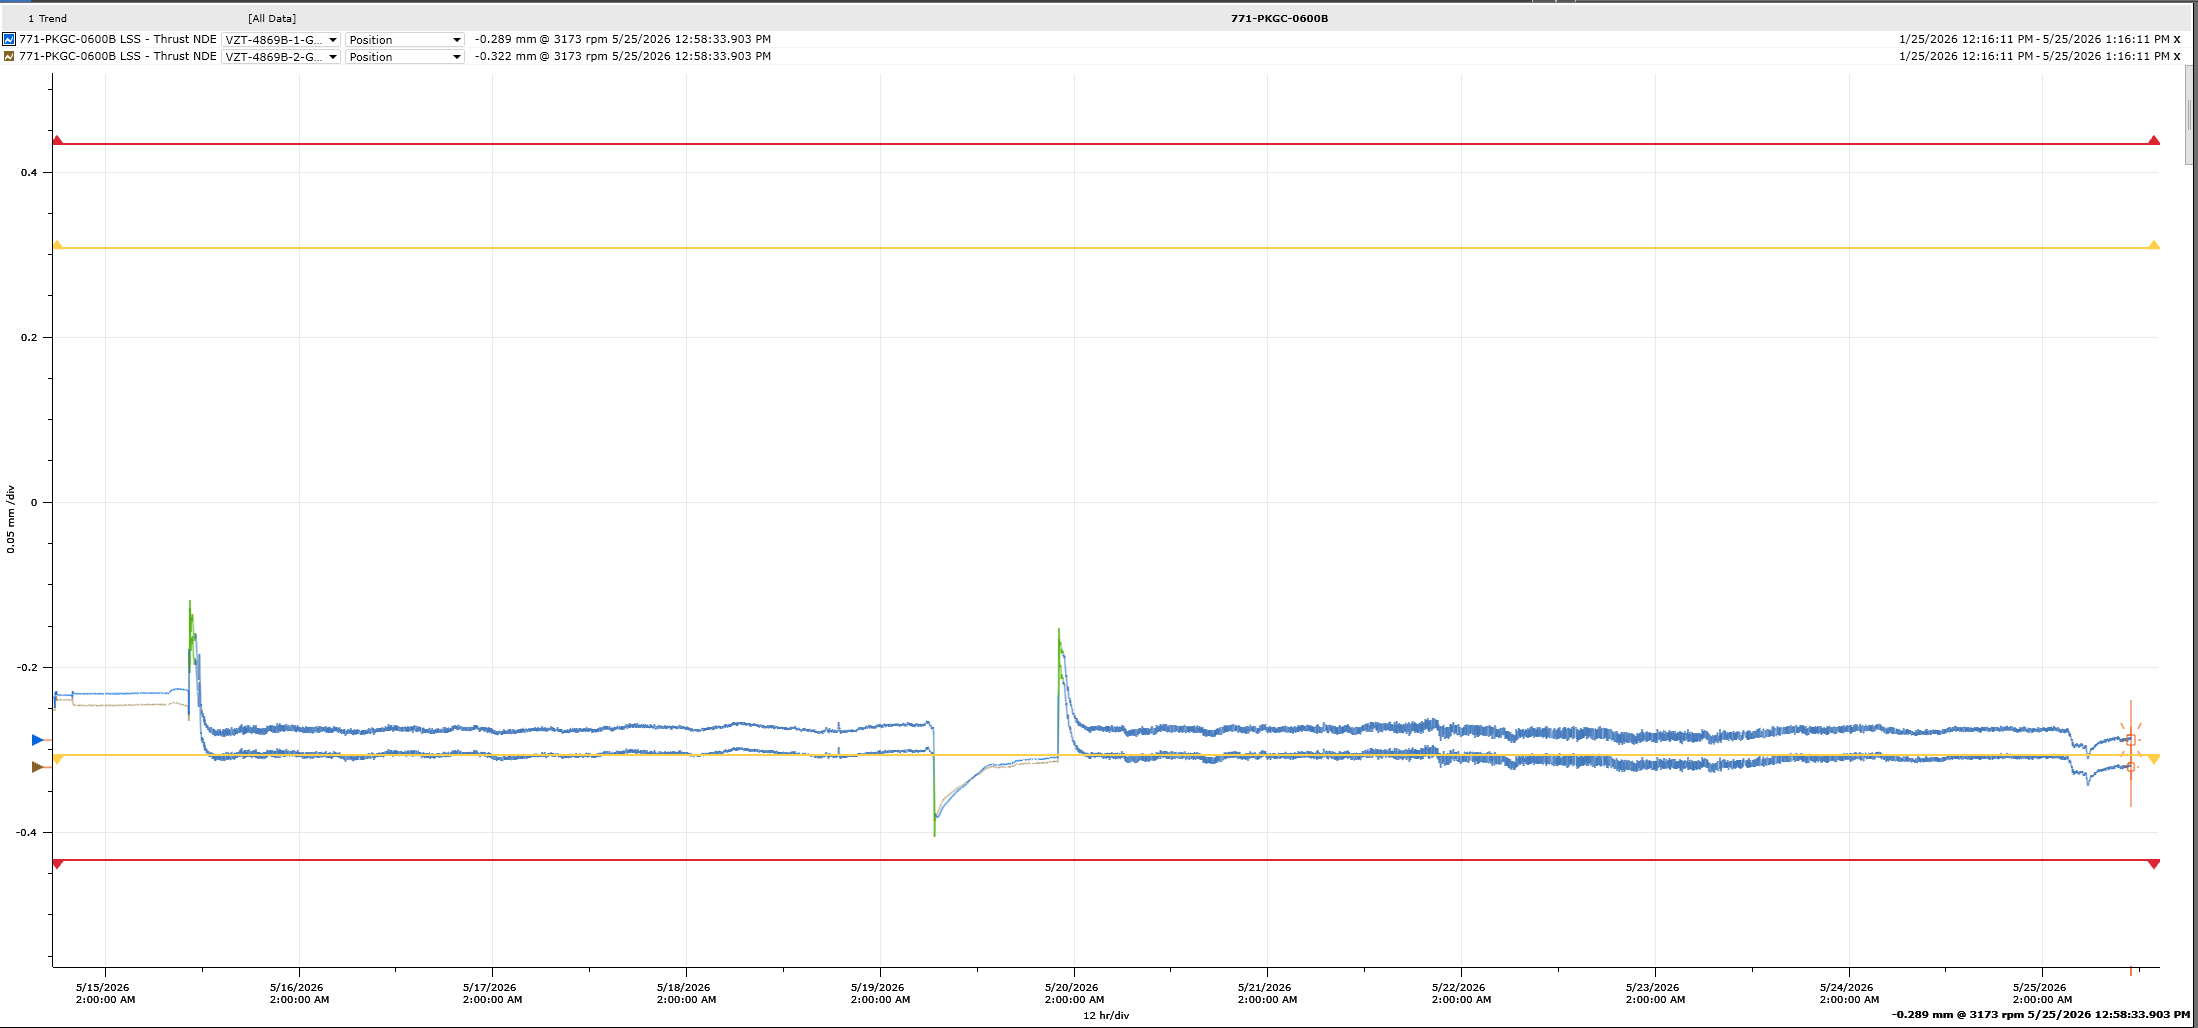 1 Trend [All Data] 771-PKGC-0600B
771-PKGC-0600B LSS - Thrust NDE VZT-4869B-1-G... Position -0.289 mm @ 3173 rpm 5/25/2026 12:58:33.903 PM 1/25/2026 12:16:11 PM - 5/25/2026 1:16:11 PM X
771-PKGC-0600B LSS - Thrust NDE VZT-4869B-2-G... Position -0.322 mm @ 3173 rpm 5/25/2026 12:58:33.903 PM 1/25/2026 12:16:11 PM - 5/25/2026 1:16:11 PM X
0.4
0.2
0
-0.2
-0.4
0.05 mm /div
5/15/2026 5/16/2026 5/17/2026 5/18/2026 5/19/2026 5/20/2026 5/21/2026 5/22/2026 5/23/2026 5/24/2026 5/25/2026
2:00:00 AM 2:00:00 AM 2:00:00 AM 2:00:00 AM 2:00:00 AM 2:00:00 AM 2:00:00 AM 2:00:00 AM 2:00:00 AM 2:00:00 AM 2:00:00 AM
12 hr/div -0.289 mm @ 3173 rpm 5/25/2026 12:58:33.903 PM